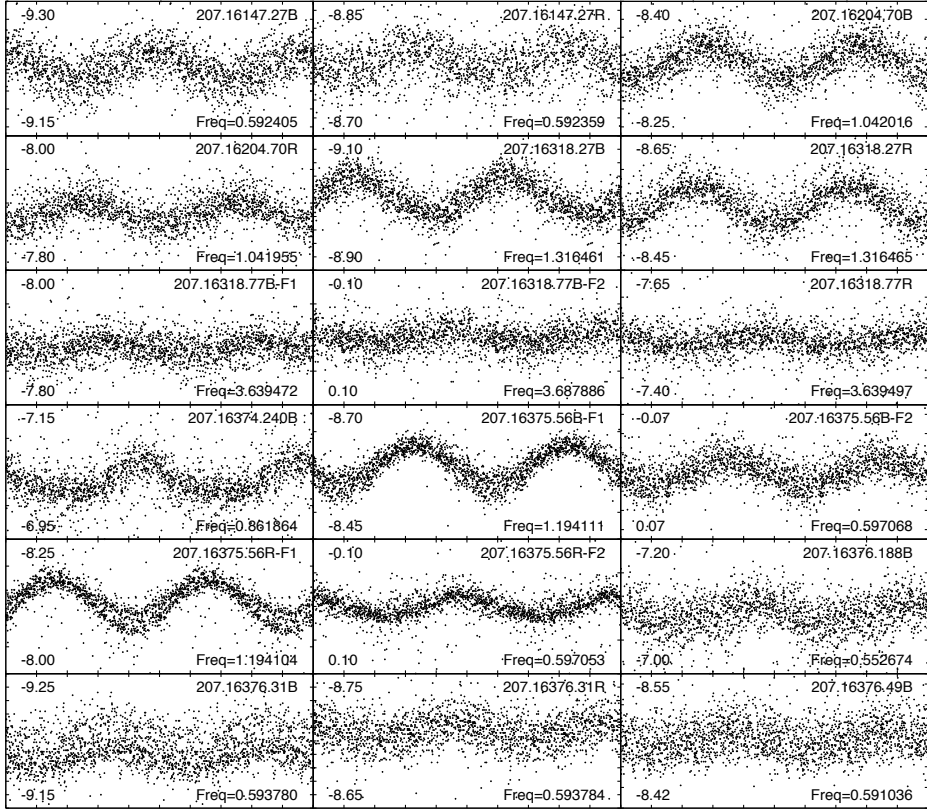 -9.30 207.16147.27B
-9.15 Freq=0.592405
-8.85 207.16147.27R
-8.70 Freq=0.592359
-8.40 207.16204.70B
-8.25 Freq=1.042016
-8.00 207.16204.70R
-7.80 Freq=1.041955
-9.10 207.16318.27B
-8.90 Freq=1.316461
-8.65 207.16318.27R
-8.45 Freq=1.316465
-8.00 207.16318.77B-F1
-7.80 Freq=3.639472
-0.10 207.16318.77B-F2
0.10 Freq=3.687886
-7.65 207.16318.77R
-7.40 Freq=3.639497
-7.15 207.16374.240B
-6.95 Freq=0.861864
-8.70 207.16375.56B-F1
-8.45 Freq=1.194111
-0.07 207.16375.56B-F2
0.07 Freq=0.597068
-8.25 207.16375.56R-F1
-8.00 Freq=1.194104
-0.10 207.16375.56R-F2
0.10 Freq=0.597053
-7.20 207.16376.188B
-7.00 Freq=0.552674
-9.25 207.16376.31B
-9.15 Freq=0.593780
-8.75 207.16376.31R
-8.65 Freq=0.593784
-8.55 207.16376.49B
-8.42 Freq=0.591036